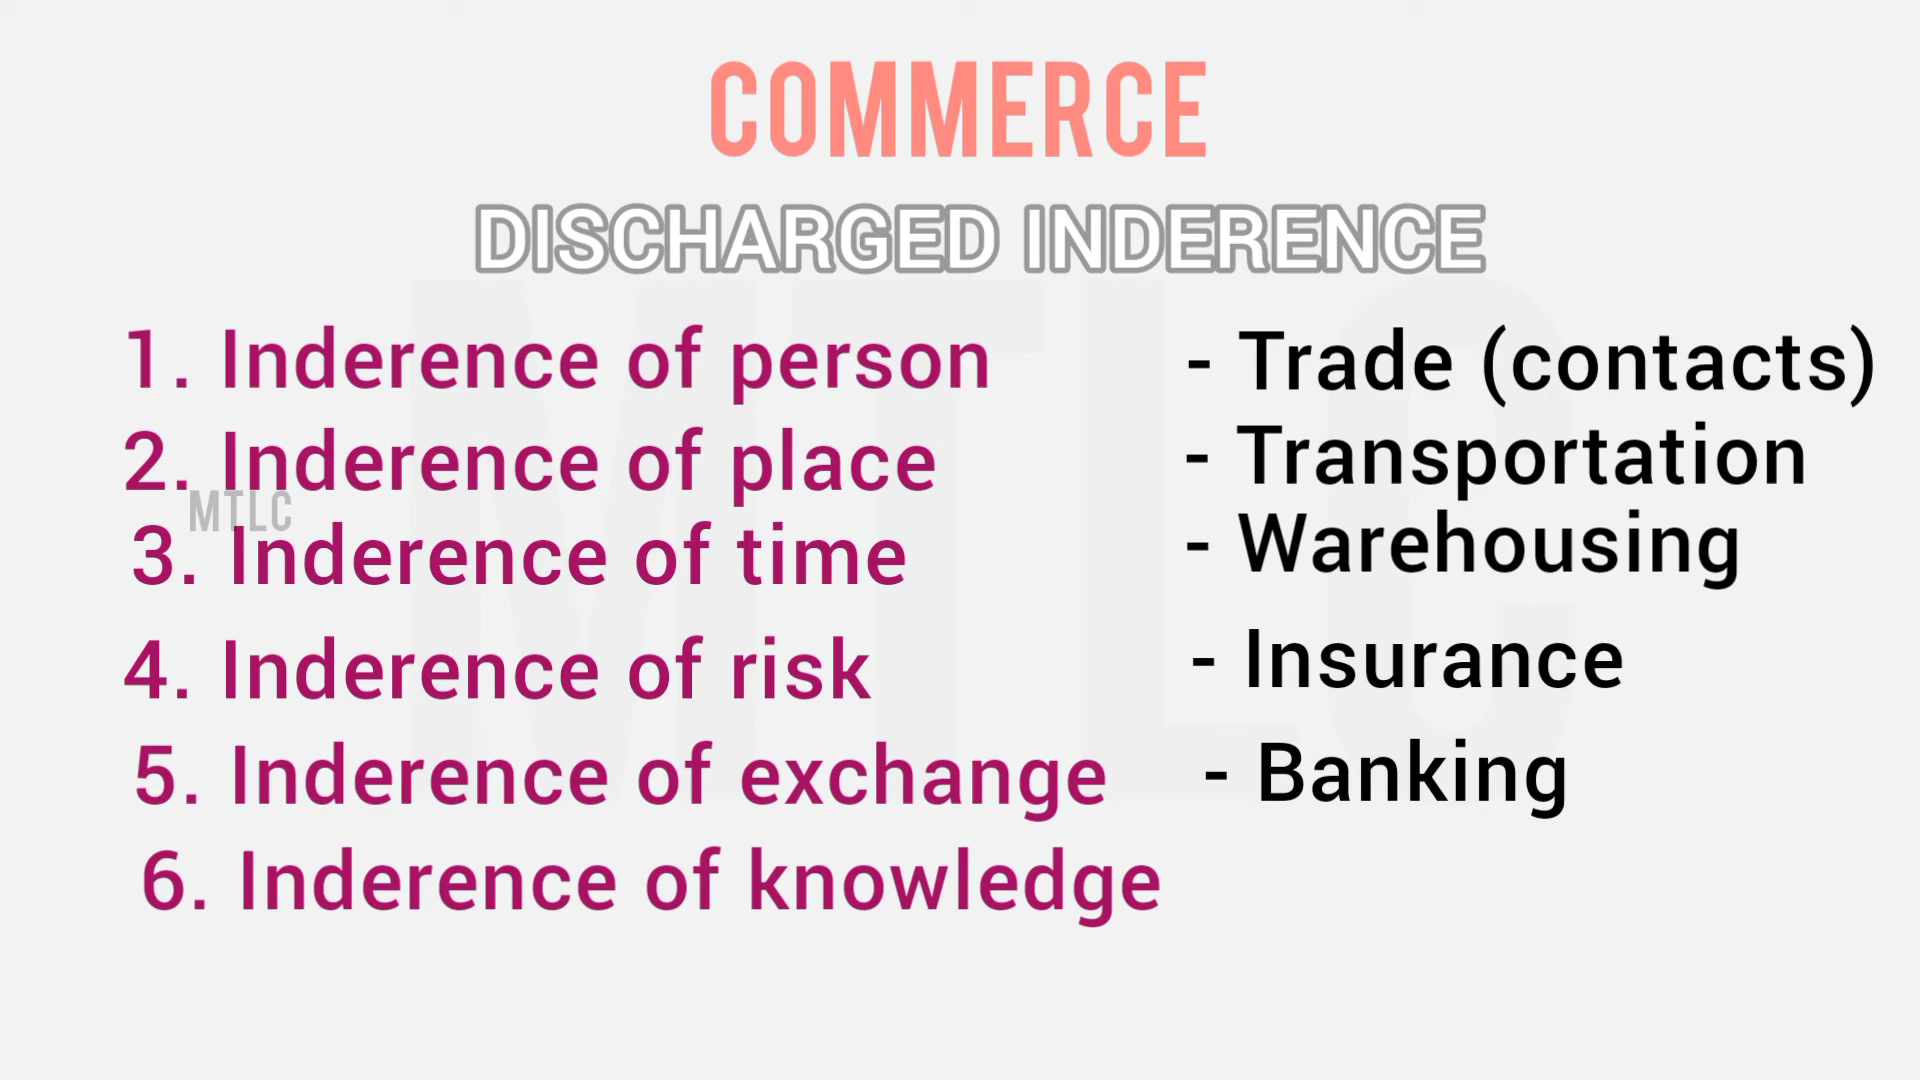 COMMERCE
DISCHARGED INDERENCE
1. Inderence of person - Trade (contacts)
2. Inderence of place - Transportation
MTLC
3. Inderence of time - Warehousing
4. Inderence of risk - Insurance
5. Inderence of exchange - Banking
6. Inderence of knowledge
MTLC